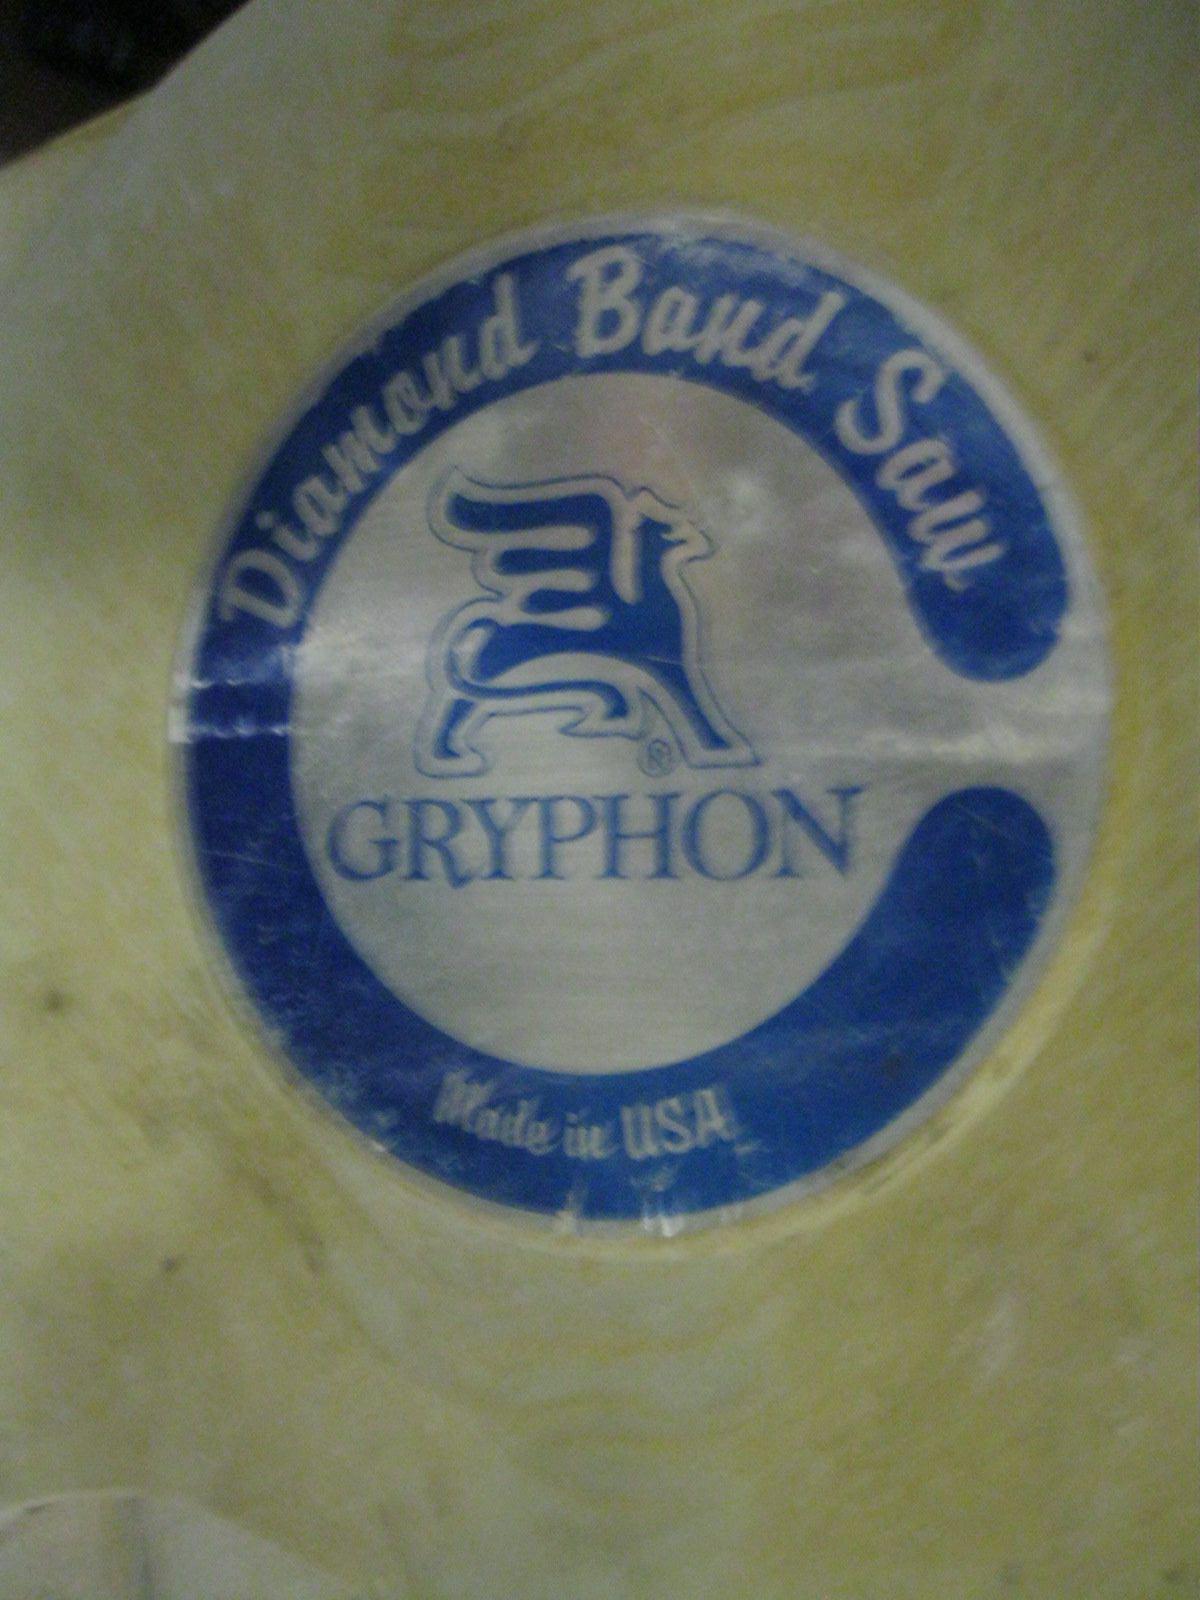 Diamond Band Saw
®
GRYPHON
Made in USA